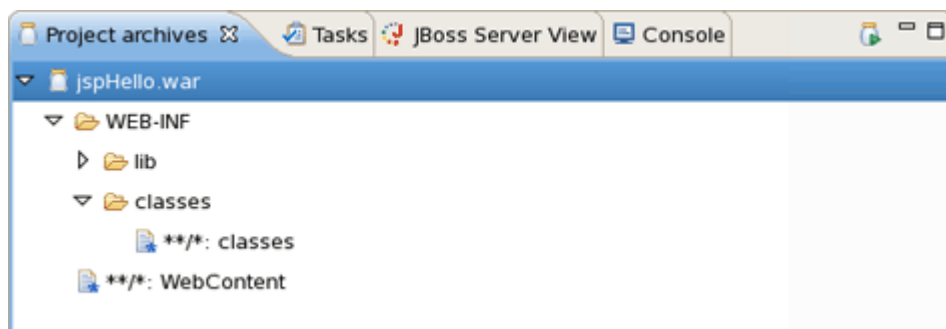 Project archives Tasks JBoss Server View Console
jspHello.war
WEB-INF
lib
classes
**/*: classes
**/*: WebContent